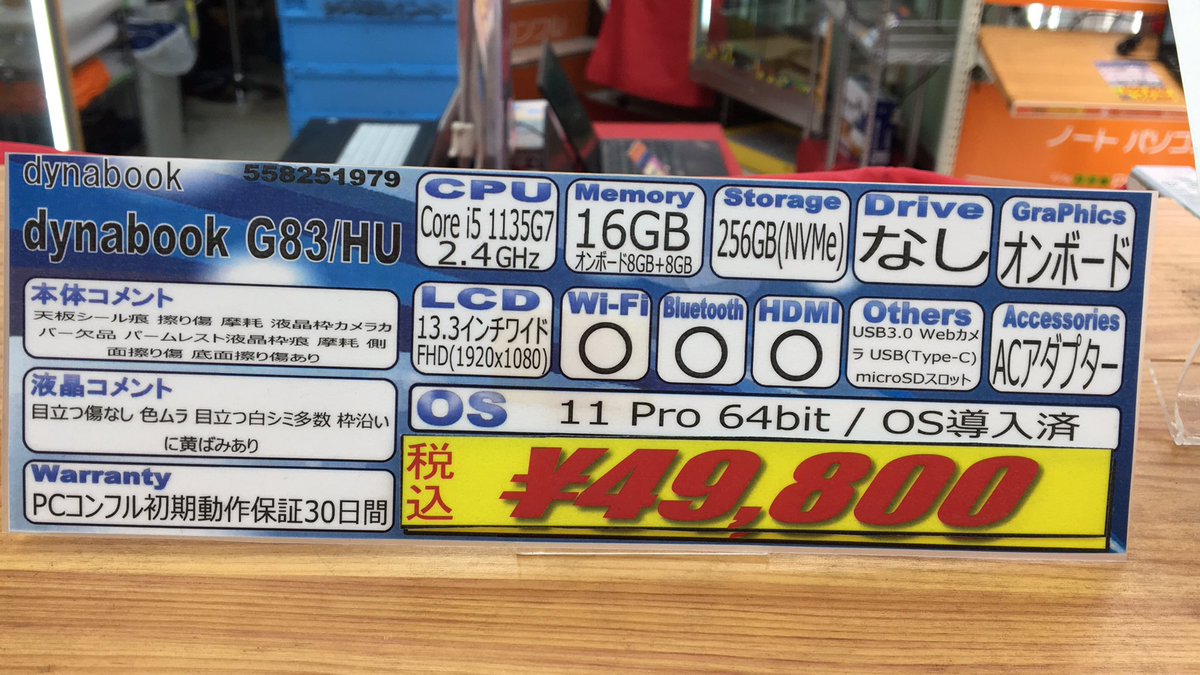 dynabook 558251979
dynabook G83/HU
本体コメント
天板シール痕 擦り傷 摩耗 液晶枠カメラカ
バー欠品 パームレスト液晶枠痕 摩耗 側
面擦り傷 底面擦り傷あり
液晶コメント
目立つ傷なし 色ムラ 目立つ白シミ多数 枠沿い
に黄ばみあり
Warranty
PCコンフル初期動作保証30日間
CPU
Core i5 1135G7
2.4GHz
Memory
16GB
オンボード8GB+8GB
Storage
256GB(NVMe)
Drive
なし
GraPhics
オンボード
LCD
13.3インチワイド
FHD(1920x1080)
Wi-Fi
○
Bluetooth
○
HDMI
○
Others
USB3.0 Webカメ
ラ USB(Type-C)
microSDスロット
Accessories
ACアダプター
OS 11 Pro 64bit / OS導入済
税込 ¥49,800
ノート パソコ